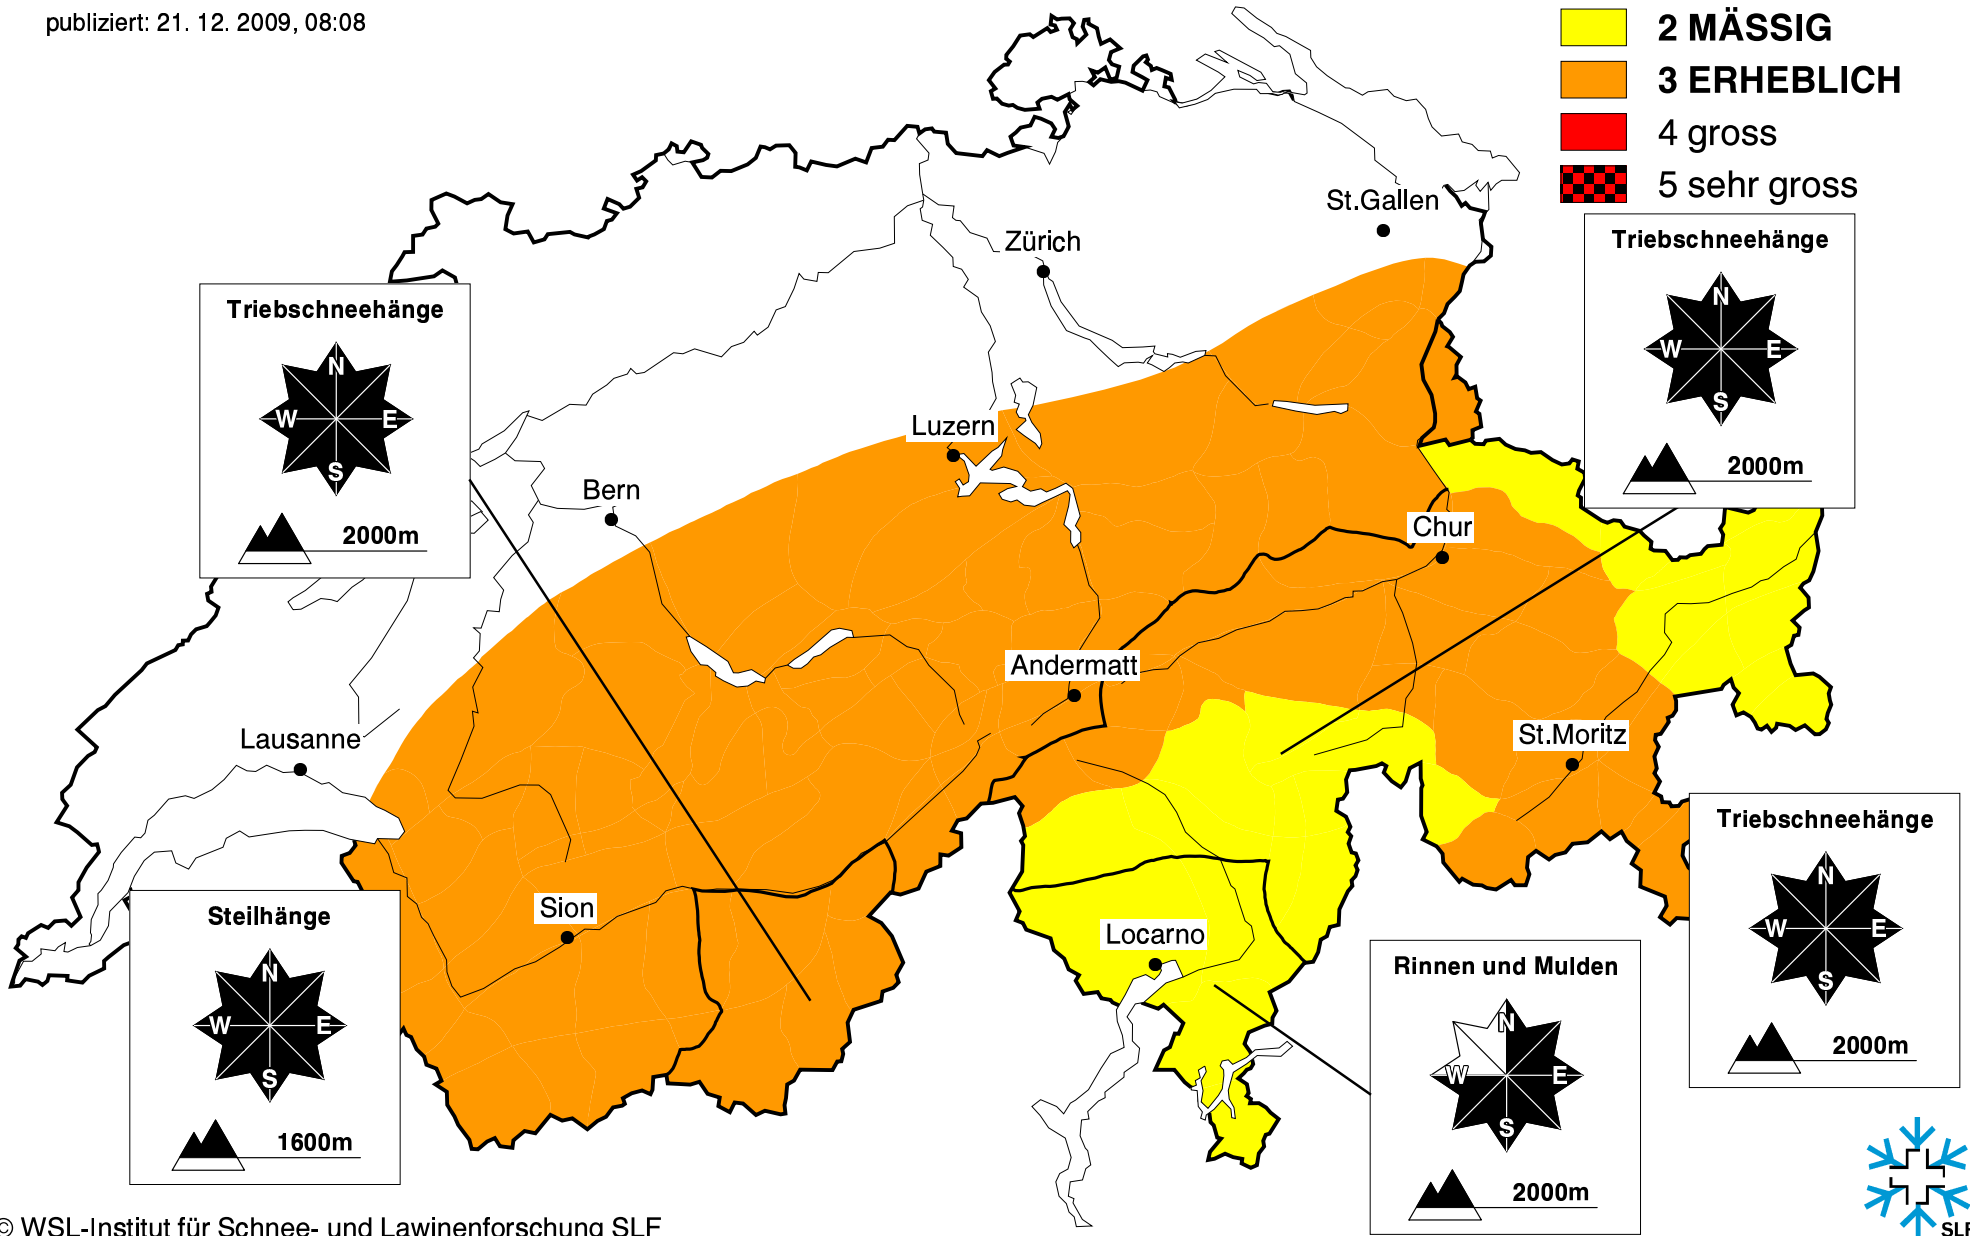 publiziert: 21. 12. 2009, 08:08
2 MÄSSIG
3 ERHEBLICH
4 gross
5 sehr gross
St.Gallen
Zürich
Triebschneehänge
N
W E
S
2000m
Triebschneehänge
N
W E
S
2000m
Luzern
Bern
Chur
Andermatt
Lausanne
St.Moritz
Triebschneehänge
N
W E
S
2000m
Sion
Locarno
Steilhänge
N
W E
S
1600m
Rinnen und Mulden
N
W E
S
2000m
© WSL-Institut für Schnee- und Lawinenforschung SLF
SLF